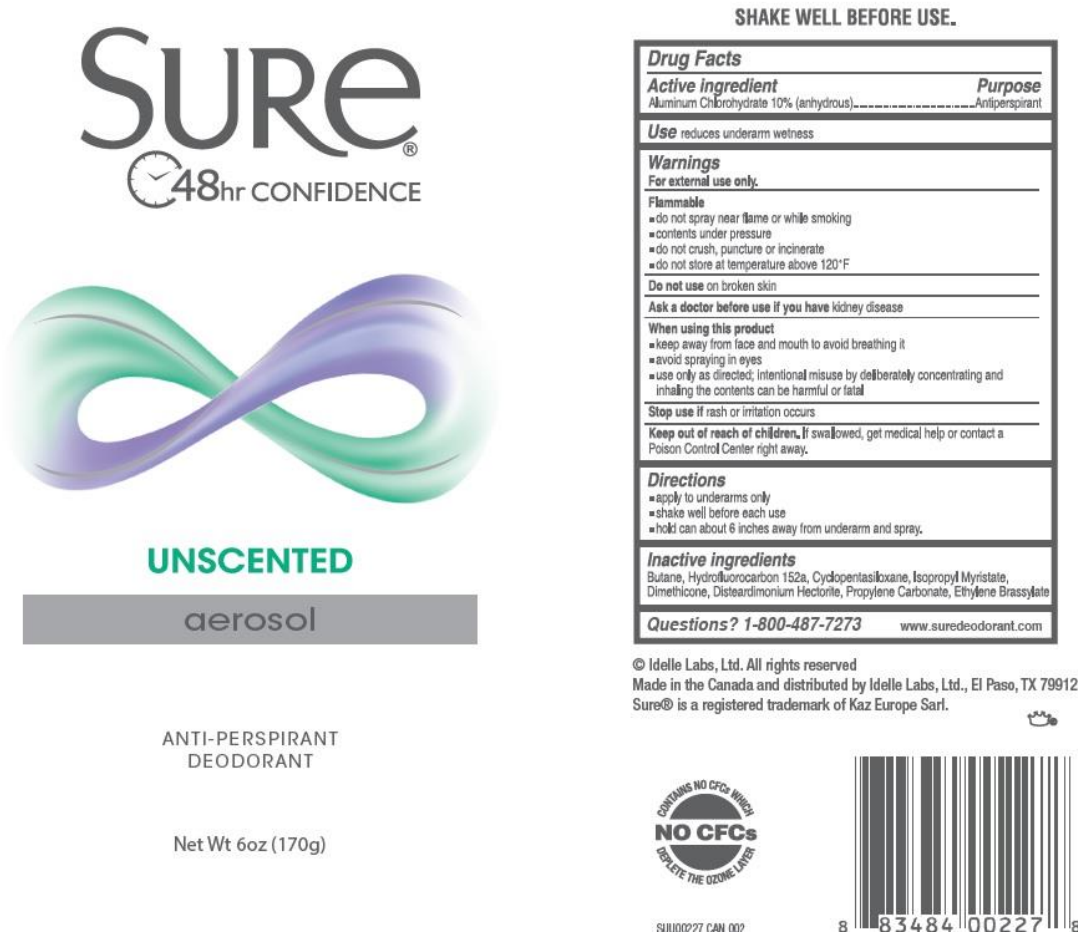 SURe®
48hr CONFIDENCE
UNSCENTED
aerosol
ANTI-PERSPIRANT
DEODORANT
Net Wt 6oz (170g)
SHAKE WELL BEFORE USE.
Drug Facts
Active ingredient Purpose
Aluminum Chlorohydrate 10% (anhydrous)........................Antiperspirant
Use reduces underarm wetness
Warnings
For external use only.
Flammable
▪ do not spray near flame or while smoking
▪ contents under pressure
▪ do not crush, puncture or incinerate
▪ do not store at temperature above 120°F
Do not use on broken skin
Ask a doctor before use if you have kidney disease
When using this product
▪ keep away from face and mouth to avoid breathing it
▪ avoid spraying in eyes
▪ use only as directed; intentional misuse by deliberately concentrating and
inhaling the contents can be harmful or fatal
Stop use if rash or irritation occurs
Keep out of reach of children. If swallowed, get medical help or contact a
Poison Control Center right away.
Directions
▪ apply to underarms only
▪ shake well before each use
▪ hold can about 6 inches away from underarm and spray.
Inactive ingredients
Butane, Hydrofluorocarbon 152a, Cyclopentasiloxane, Isopropyl Myristate,
Dimethicone, Disteardimonium Hectorite, Propylene Carbonate, Ethylene Brassylate
Questions? 1-800-487-7273 www.suredeodorant.com
© Idelle Labs, Ltd. All rights reserved
Made in the Canada and distributed by Idelle Labs, Ltd., El Paso, TX 79912
Sure® is a registered trademark of Kaz Europe Sarl.
CONTAINS NO CFCs WHICH
NO CFCs
DEPLETE THE OZONE LAYER
SUU00227 CAN 002
8 83484 00227 8